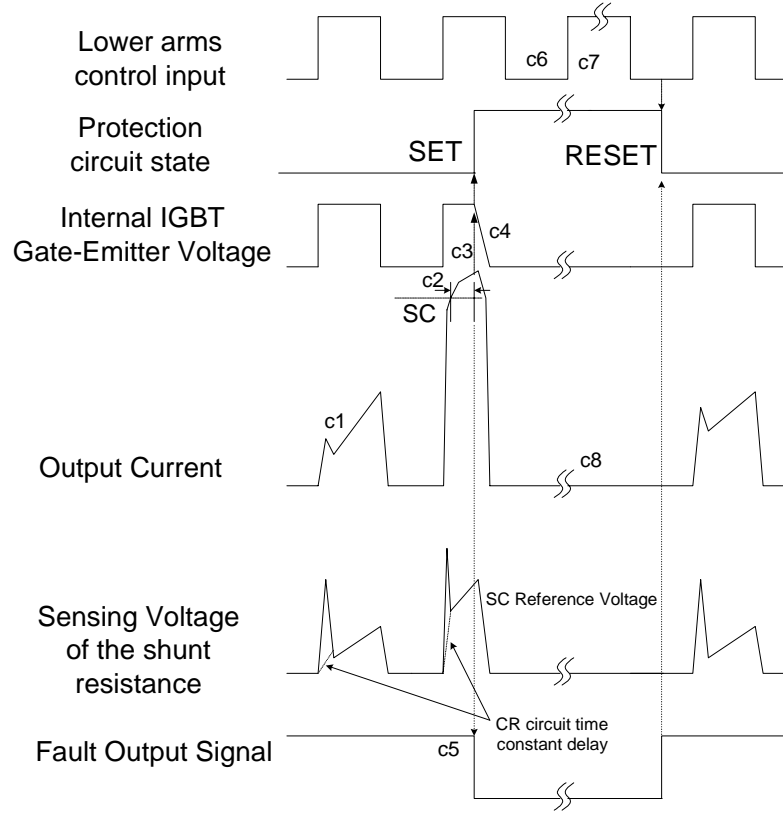 Lower arms
control input
c6
c7
Protection
circuit state
SET
RESET
Internal IGBT
Gate-Emitter Voltage
c4
c3
c2
SC
c1
Output Current
c8
SC Reference Voltage
Sensing Voltage
of the shunt
resistance
CR circuit time
constant delay
Fault Output Signal
c5